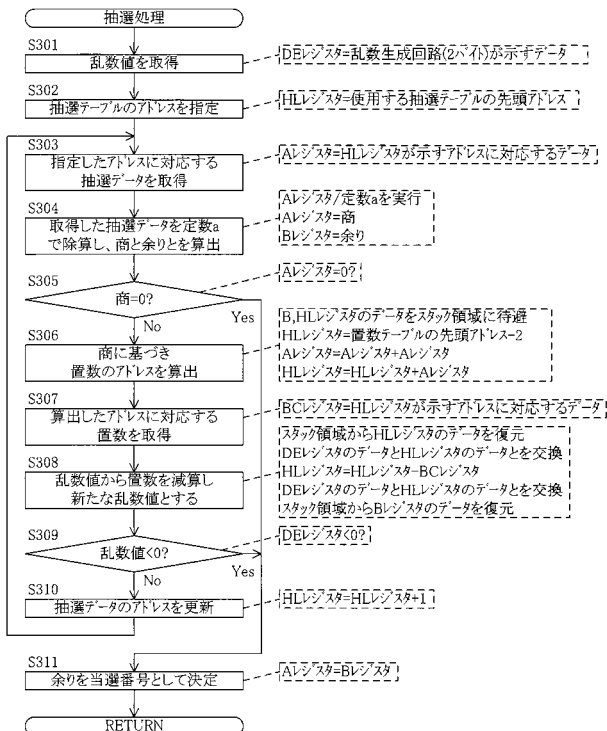 抽選処理
S301
乱数値を取得
DEレジスタ=乱数生成回路(2バイト)が示すデータ
S302
抽選テーブルのアドレスを指定
HLレジスタ=使用する抽選テーブルの先頭アドレス
S303
指定したアドレスに対応する
抽選データを取得
Aレジスタ=HLレジスタが示すアドレスに対応するデータ
S304
取得した抽選データを定数a
で除算し、商と余りとを算出
Aレジスタ/定数aを実行
Aレジスタ=商
Bレジスタ=余り
S305
商=0?
Aレジスタ=0?
No
Yes
S306
商に基づき
置数のアドレスを算出
B,HLレジスタのデータをスタック領域に待避
HLレジスタ=置数テーブルの先頭アドレス-2
Aレジスタ=Aレジスタ+Aレジスタ
HLレジスタ=HLレジスタ+Aレジスタ
S307
算出したアドレスに対応する
置数を取得
BCレジスタ=HLレジスタが示すアドレスに対応するデータ
S308
乱数値から置数を減算し
新たな乱数値とする
スタック領域からHLレジスタのデータを復元
DEレジスタのデータとHLレジスタのデータとを交換
HLレジスタ=HLレジスタ-BCレジスタ
DEレジスタのデータとHLレジスタのデータとを交換
スタック領域からBレジスタのデータを復元
S309
乱数値<0?
DEレジスタ<0?
No
Yes
S310
抽選データのアドレスを更新
HLレジスタ=HLレジスタ+1
S311
余りを当選番号として決定
Aレジスタ=Bレジスタ
RETURN